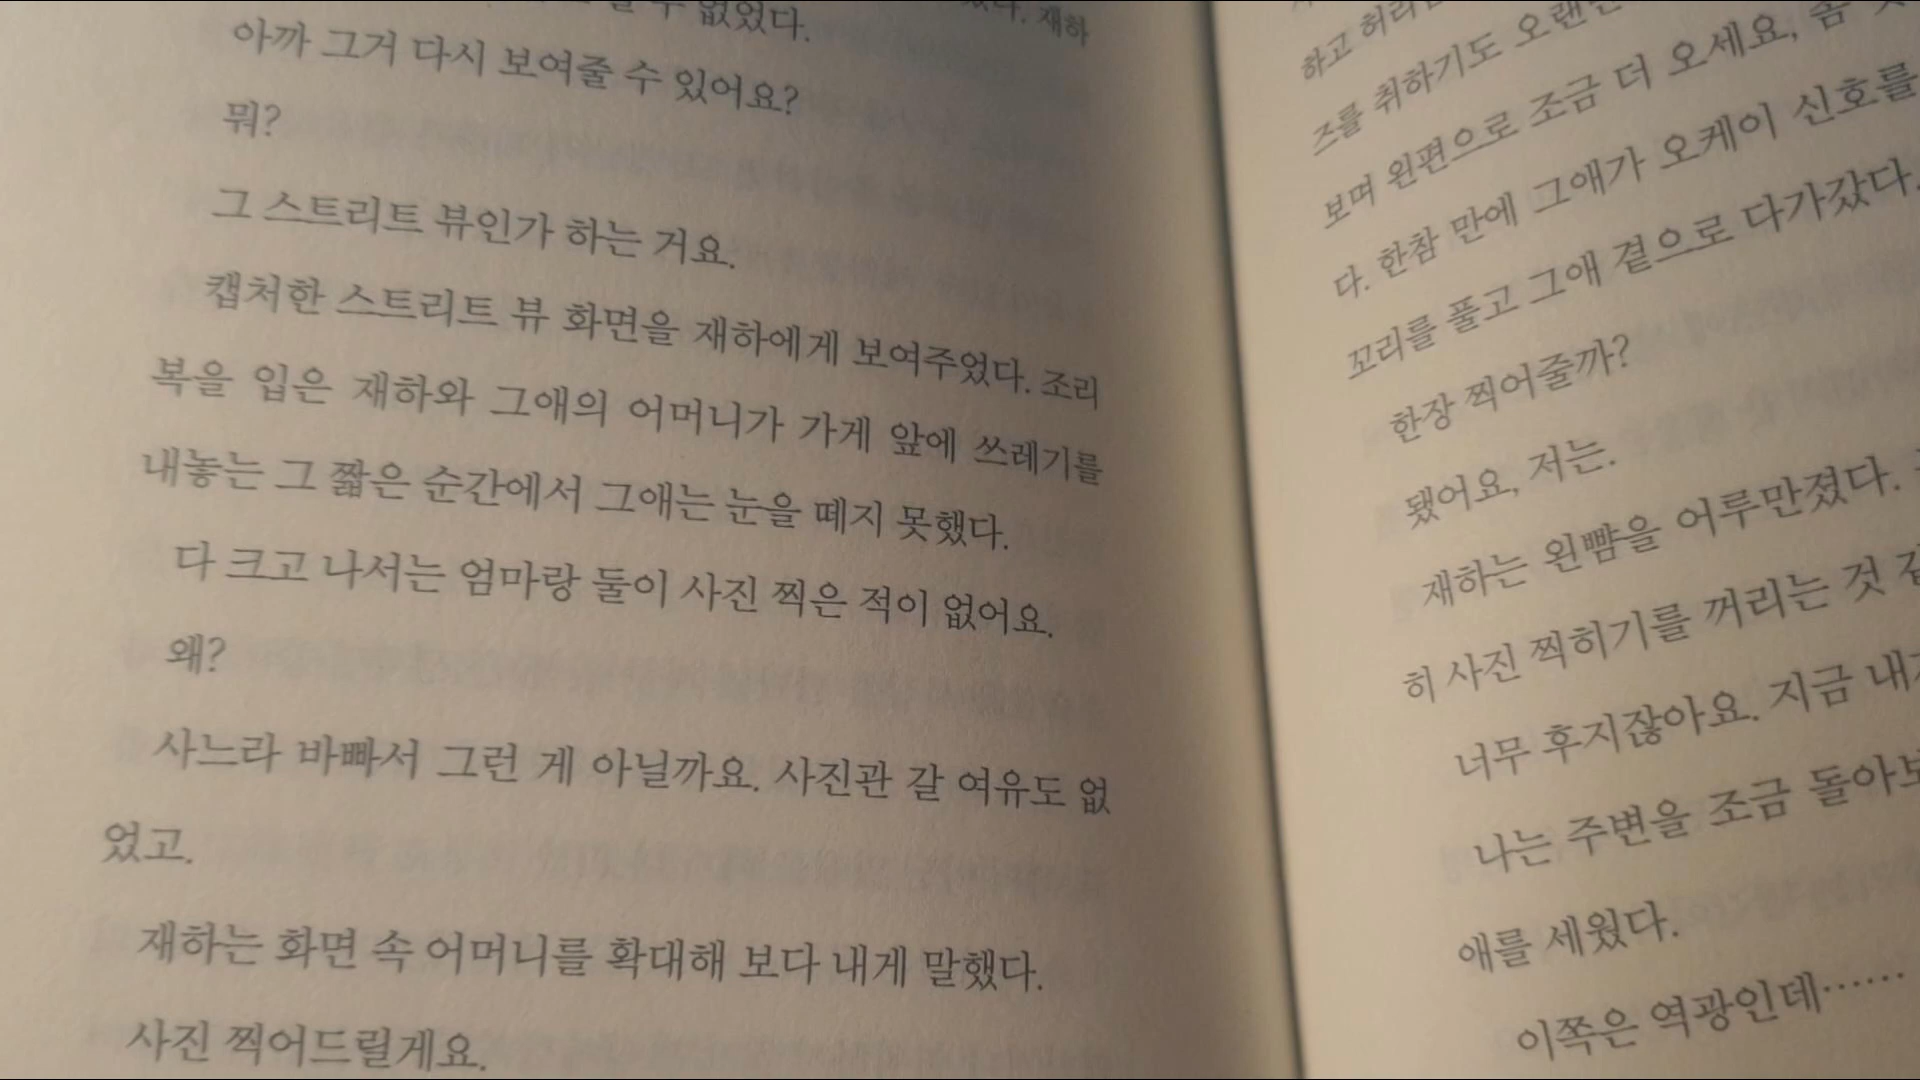 없었다. 재하
아까 그거 다시 보여줄 수 있어요?
뭐?
그 스트리트 뷰인가 하는 거요.
캡처한 스트리트 뷰 화면을 재하에게 보여주었다. 조리
복을 입은 재하와 그애의 어머니가 가게 앞에 쓰레기를
내놓는 그 짧은 순간에서 그애는 눈을 떼지 못했다.
다 크고 나서는 엄마랑 둘이 사진 찍은 적이 없어요.
왜?
사느라 바빠서 그런 게 아닐까요. 사진관 갈 여유도 없
었고.
재하는 화면 속 어머니를 확대해 보다 내게 말했다.
사진 찍어드릴게요.
하고
즈를 취하기도
보며 왼편으로 조금 더 오세요, 좀
다. 한참 만에 그애가 오케이 신호를
꼬리를 풀고 그애 곁으로 다가갔다.
한장 찍어줄까?
됐어요, 저는.
재하는 왼뺨을 어루만졌다.
히 사진 찍히기를 꺼리는 것
너무 후지잖아요. 지금
나는 주변을 조금
애를 세웠다.
이쪽은 역광인데……